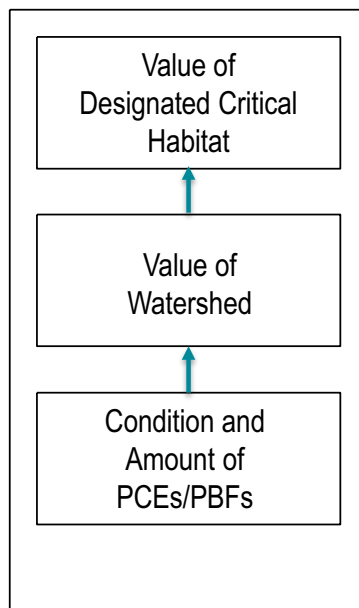 Value of
Designated Critical
Habitat
Value of
Watershed
Condition and
Amount of
PCEs/PBFs